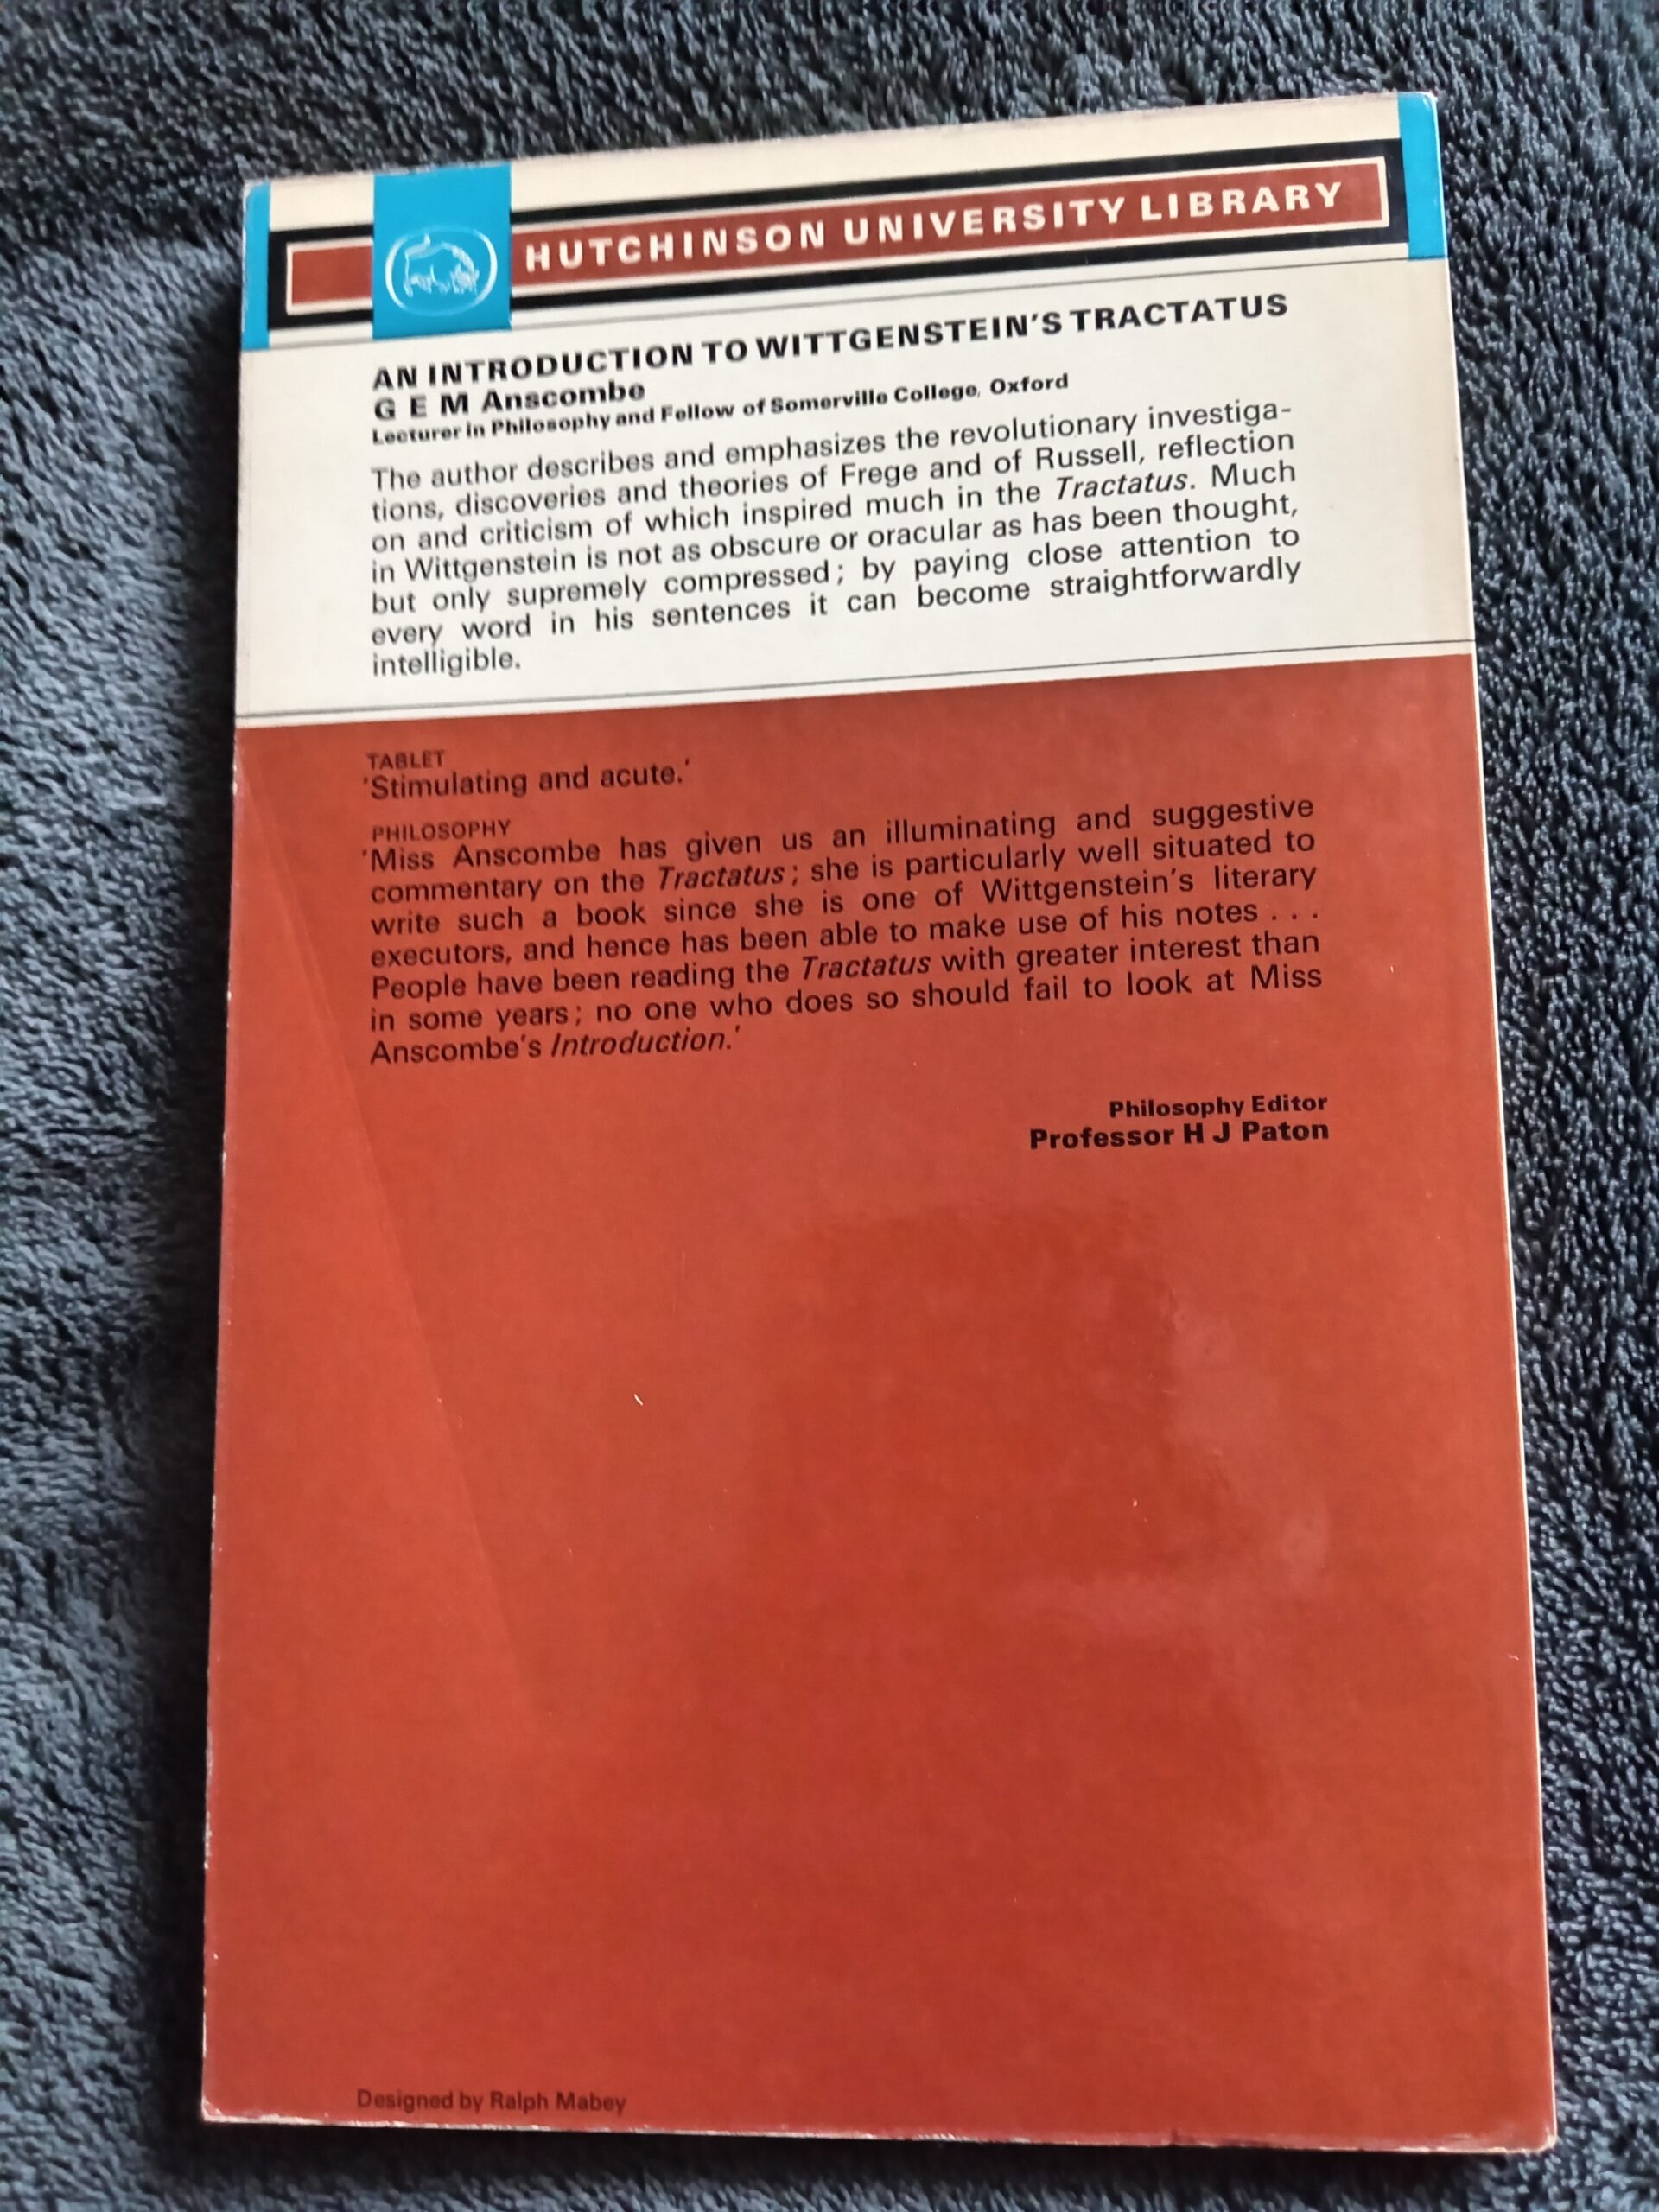 HUTCHINSON UNIVERSITY LIBRARY
AN INTRODUCTION TO WITTGENSTEIN'S TRACTATUS
G E M Anscombe
Lecturer in Philosophy and Fellow of Somerville College, Oxford
The author describes and emphasizes the revolutionary investiga-
tions, discoveries and theories of Frege and of Russell, reflection
on and criticism of which inspired much in the Tractatus. Much
in Wittgenstein is not as obscure or oracular as has been thought,
but only supremely compressed; by paying close attention to
every word in his sentences it can become straightforwardly
intelligible.
TABLET
'Stimulating and acute.'
PHILOSOPHY
'Miss Anscombe has given us an illuminating and suggestive
commentary on the Tractatus; she is particularly well situated to
write such a book since she is one of Wittgenstein's literary
executors, and hence has been able to make use of his notes . . .
People have been reading the Tractatus with greater interest than
in some years; no one who does so should fail to look at Miss
Anscombe's Introduction.'
Philosophy Editor
Professor H J Paton
Designed by Ralph Mabey